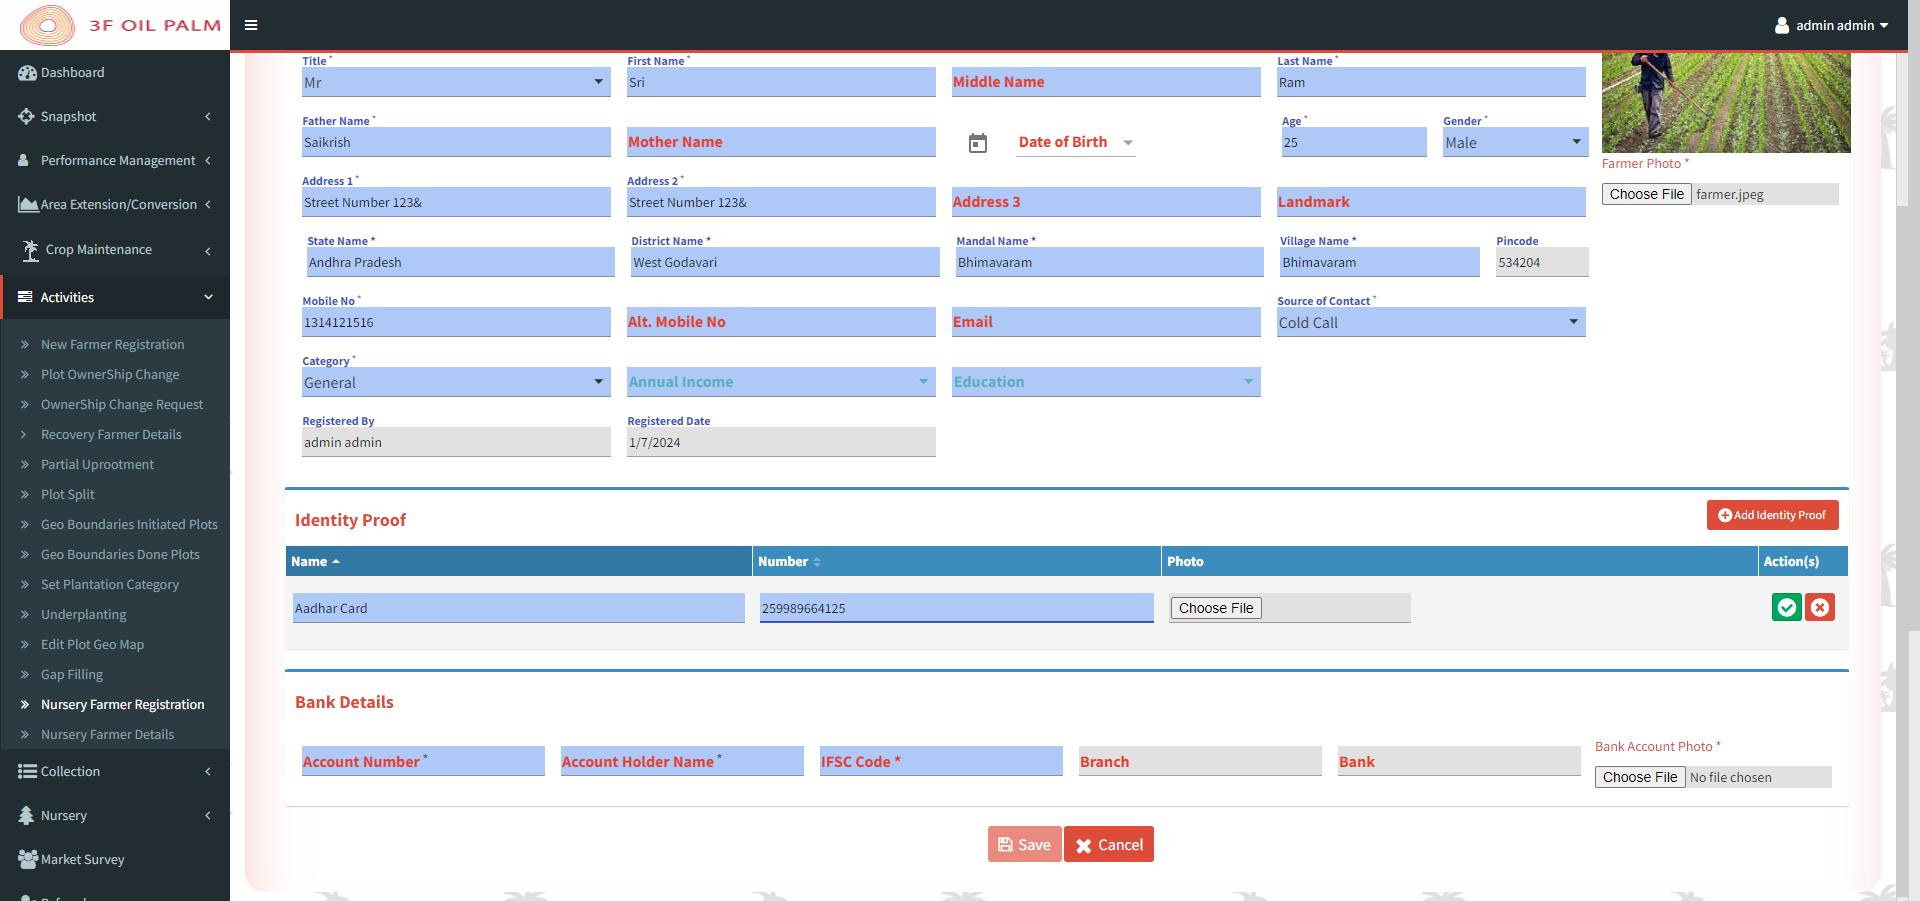 3F OIL PALM
admin admin
Dashboard
Snapshot
Performance Management
Area Extension/Conversion
Crop Maintenance
Activities
New Farmer Registration
Plot OwnerShip Change
OwnerShip Change Request
Recovery Farmer Details
Partial Uprootment
Plot Split
Geo Boundaries Initiated Plots
Geo Boundaries Done Plots
Set Plantation Category
Underplanting
Edit Plot Geo Map
Gap Filling
Nursery Farmer Registration
Nursery Farmer Details
Collection
Nursery
Market Survey
Title * First Name * Last Name *
Mr Sri Middle Name Ram
Father Name * Age * Gender *
Saikrish Mother Name Date of Birth 25 Male
Farmer Photo *
Choose File farmer.jpeg
Address 1 * Address 2 *
Street Number 123& Street Number 123& Address 3 Landmark
State Name * District Name * Mandal Name * Village Name * Pincode
Andhra Pradesh West Godavari Bhimavaram Bhimavaram 534204
Mobile No * Source of Contact *
1314121516 Alt. Mobile No Email Cold Call
Category *
General Annual Income Education
Registered By Registered Date
admin admin 1/7/2024
Identity Proof Add Identity Proof
Name Number Photo Action(s)
Aadhar Card 259989664125 Choose File
Bank Details
Account Number * Account Holder Name * IFSC Code * Branch Bank
Bank Account Photo *
Choose File No file chosen
Save Cancel